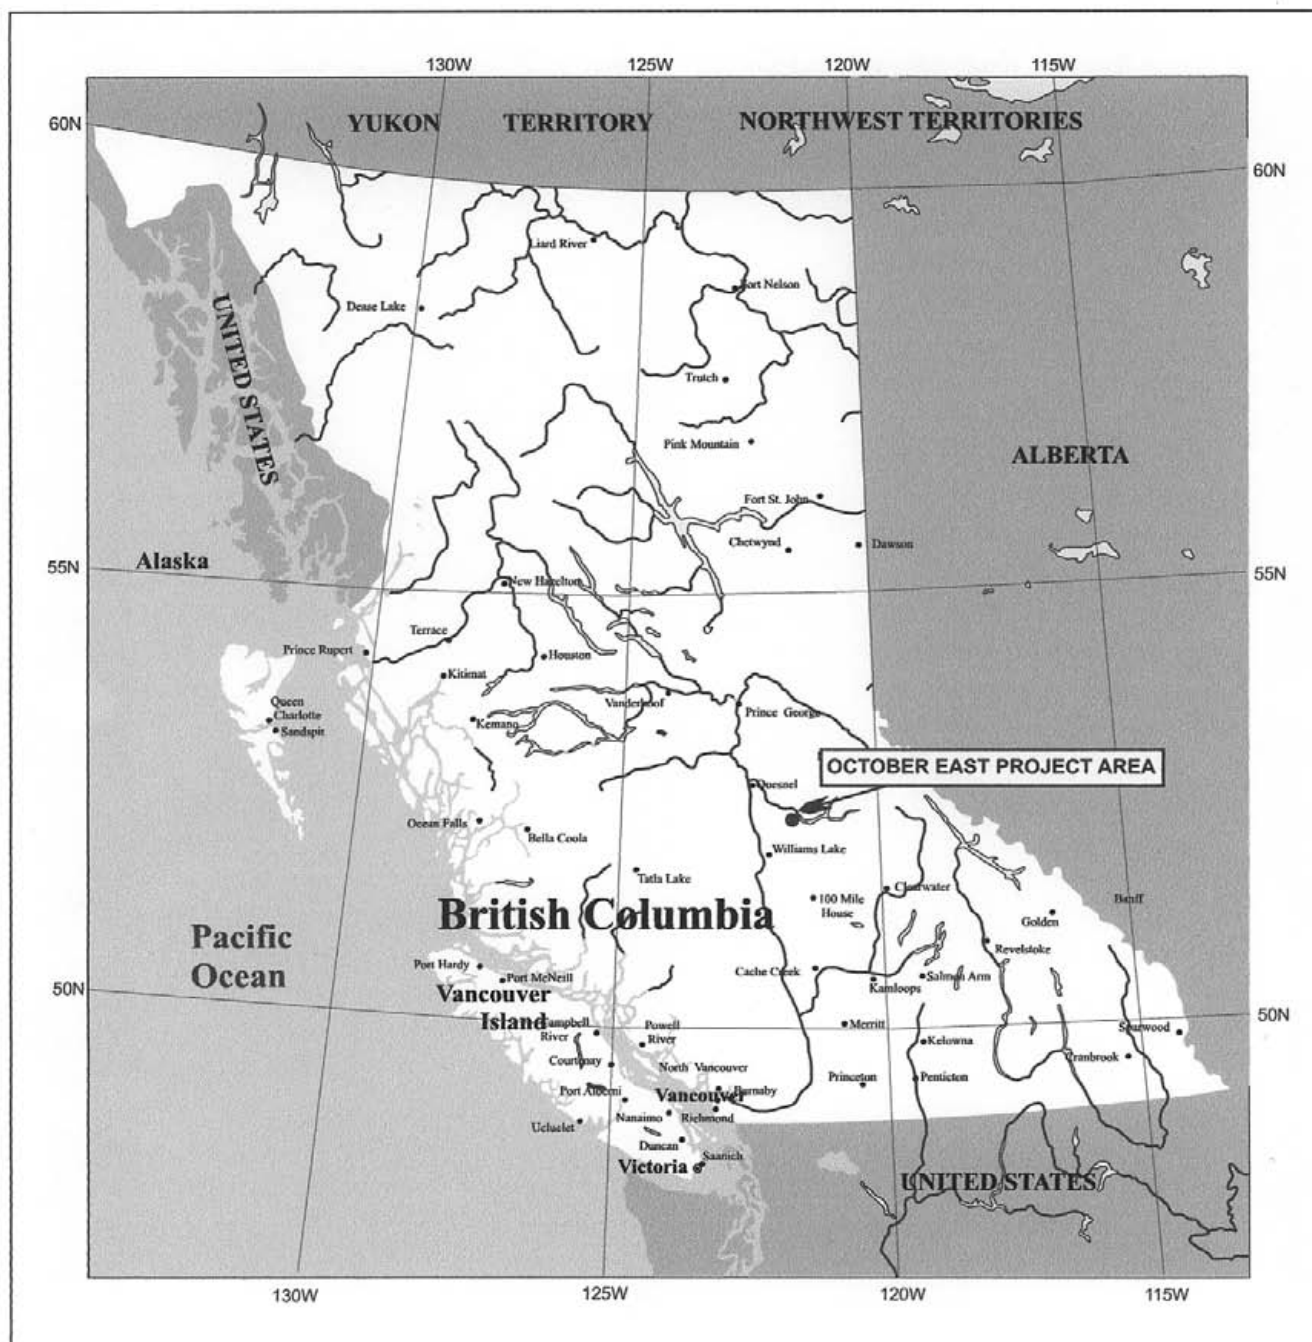 130W 125W 120W 115W
60N
YUKON TERRITORY NORTHWEST TERRITORIES
60N
Liard River
Fort Nelson
Dease Lake
UNITED STATES
Trutch
Pink Mountain
ALBERTA
Fort St. John
Chetwynd
Dawson
Alaska
55N
55N
New Hazelton
Terrace
Prince Rupert
Houston
Kitimat
Queen
Charlotte
Vanderhoof
Prince George
Sandspit
Kemano
OCTOBER EAST PROJECT AREA
Quesnel
Ocean Falls
Bella Coola
Williams Lake
Tatla Lake
Clearwater
100 Mile
House
Banff
British Columbia
Golden
Pacific
Ocean
Revelstoke
Port Hardy
Port McNeill
Cache Creek
Salmon Arm
Kamloops
50N
Vancouver
Island
50N
Campbell
River
Powell
River
Merritt
Sparwood
Kelowna
Courtenay
North Vancouver
Cranbrook
Princeton
Penticton
Port Alberni
Vancouver
Burnaby
Nanaimo
Richmond
Ucluelet
Duncan
Saanich
Victoria
UNITED STATES
130W 125W 120W 115W